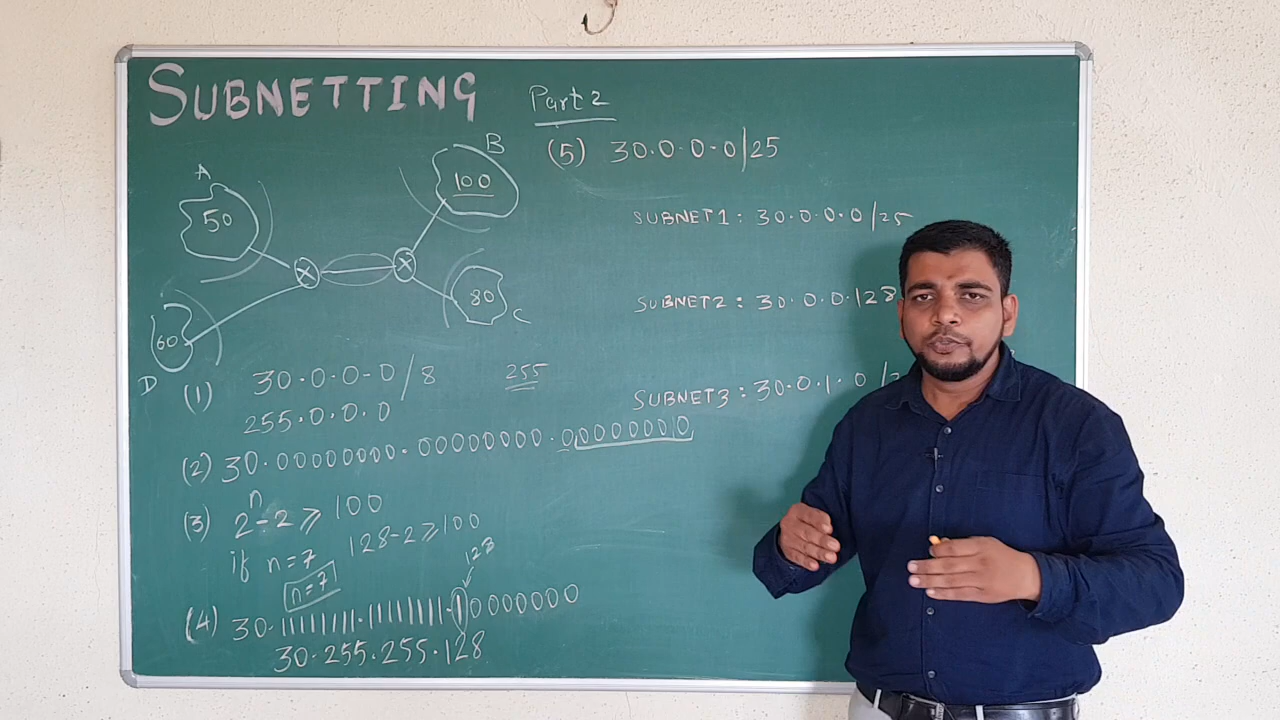 SUBNETTING
Part 2
A
50
B
100
80
C
60
D
(1) 30.0.0.0/8
255
255.0.0.0
(2) 30.00000000.00000000.00000000
(3) 2ⁿ-2 ≥ 100
if n=7 128-2≥100
n=7
128
(4) 30.11111111.11111111.10000000
30.255.255.128
(5) 30.0.0.0/25
SUBNET1: 30.0.0.0/25
SUBNET2: 30.0.0.128
SUBNET3: 30.0.1.0/